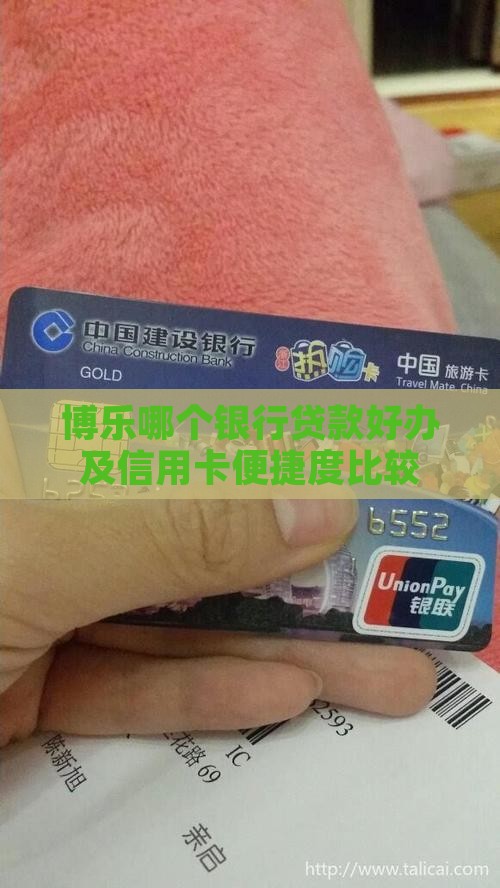 中国建设银行
China Construction Bank
GOLD
浙江
热购卡
中国 旅游卡
Travel Mate, China
博乐哪个银行贷款好办
及信用卡便捷度比较
6552
UnionPay
银联
2593
IC
花路 69
陈新旭
亲启
http://www.talicai.com